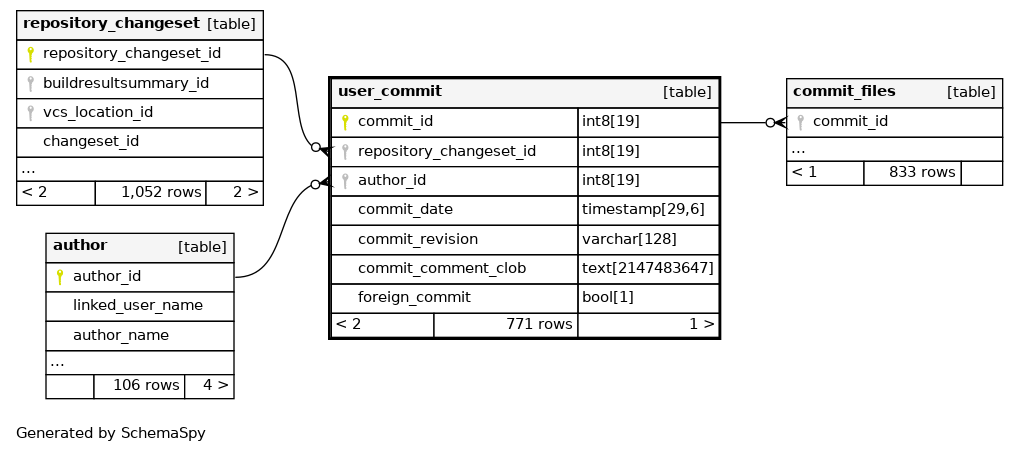 repository_changeset [table]
repository_changeset_id
buildresultsummary_id
vcs_location_id
changeset_id
...
< 2 1,052 rows 2 >
author [table]
author_id
linked_user_name
author_name
...
106 rows 4 >
user_commit [table]
commit_id int8[19]
repository_changeset_id int8[19]
author_id int8[19]
commit_date timestamp[29,6]
commit_revision varchar[128]
commit_comment_clob text[2147483647]
foreign_commit bool[1]
< 2 771 rows 1 >
commit_files [table]
commit_id
...
< 1 833 rows
Generated by SchemaSpy